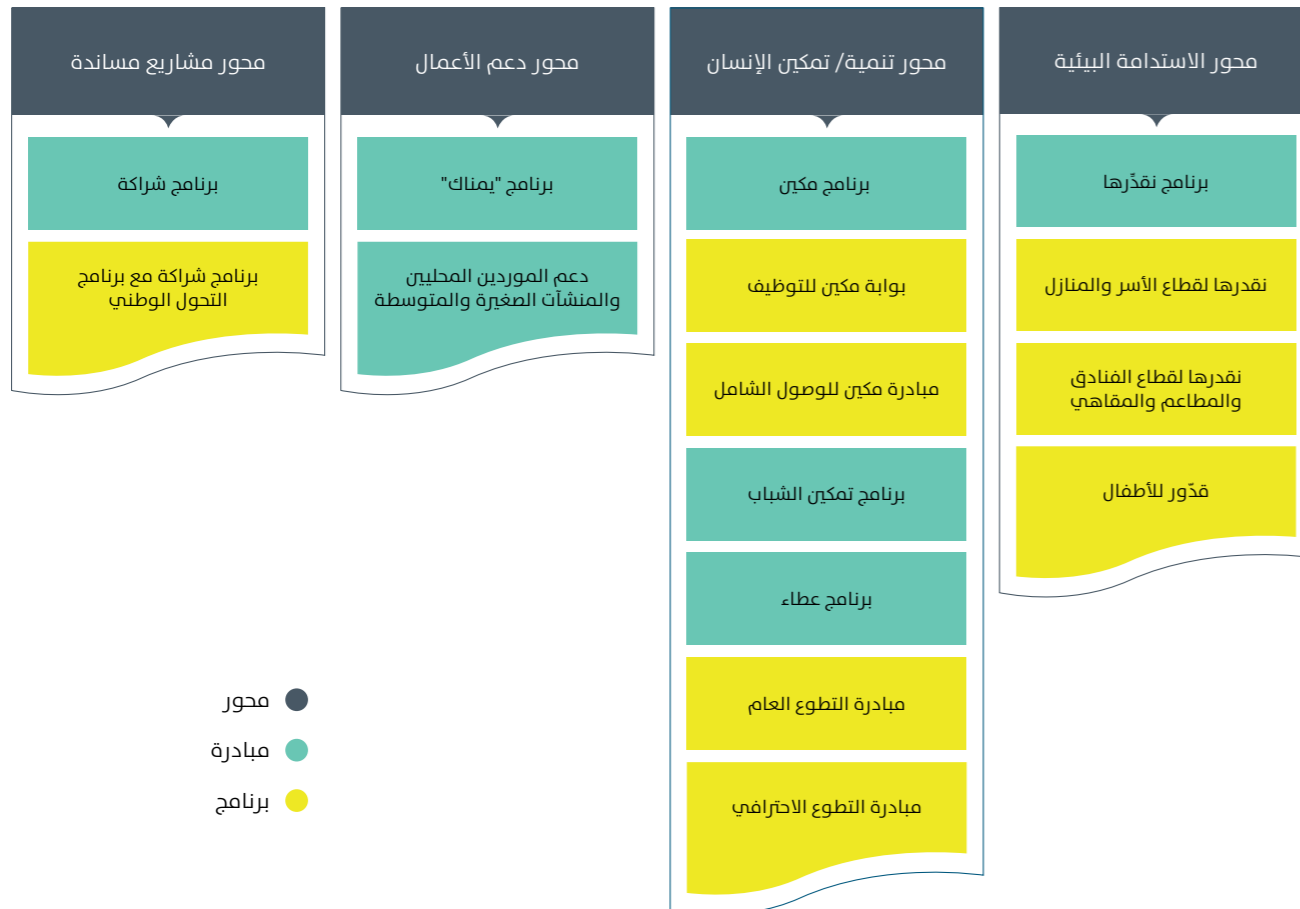 محور الاستدامة البيئية
برنامج نقدّرها
نقدرها لقطاع الأسر والمنازل
نقدرها لقطاع الفنادق
والمطاعم والمقاهي
قدّور للأطفال
محور تنمية/ تمكين الإنسان
برنامج مكين
بوابة مكين للتوظيف
مبادرة مكين للوصول الشامل
برنامج تمكين الشباب
برنامج عطاء
مبادرة التطوع العام
مبادرة التطوع الاحترافي
محور دعم الأعمال
برنامج "يمناك"
دعم الموردين المحليين
والمنشآت الصغيرة والمتوسطة
محور مشاريع مساندة
برنامج شراكة
برنامج شراكة مع برنامج
التحول الوطني
محور
مبادرة
برنامج